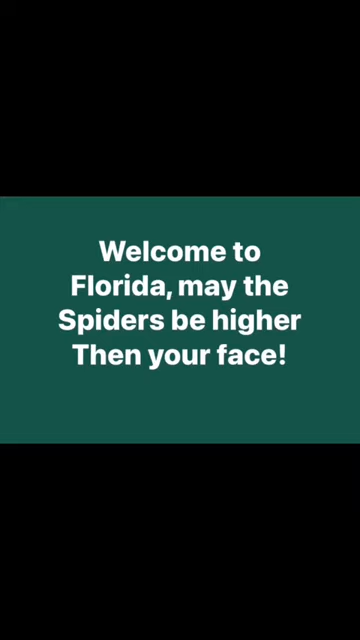 Welcome to
Florida, may the
Spiders be higher
Then your face!